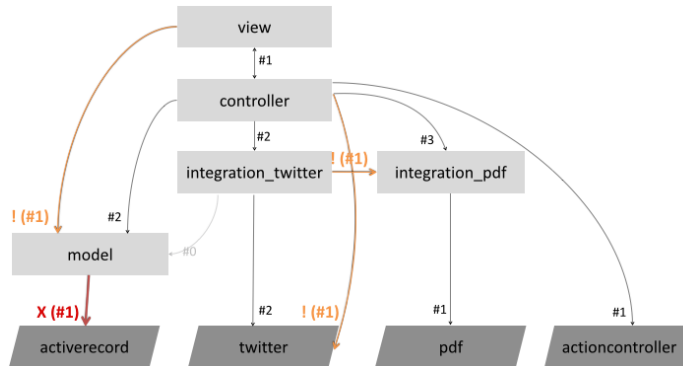 view
#1
controller
#2
#3
! (#1)
integration_twitter
integration_pdf
! (#1)
#2
#0
model
X (#1)
#2
! (#1)
#1
#1
activerecord
twitter
pdf
actioncontroller